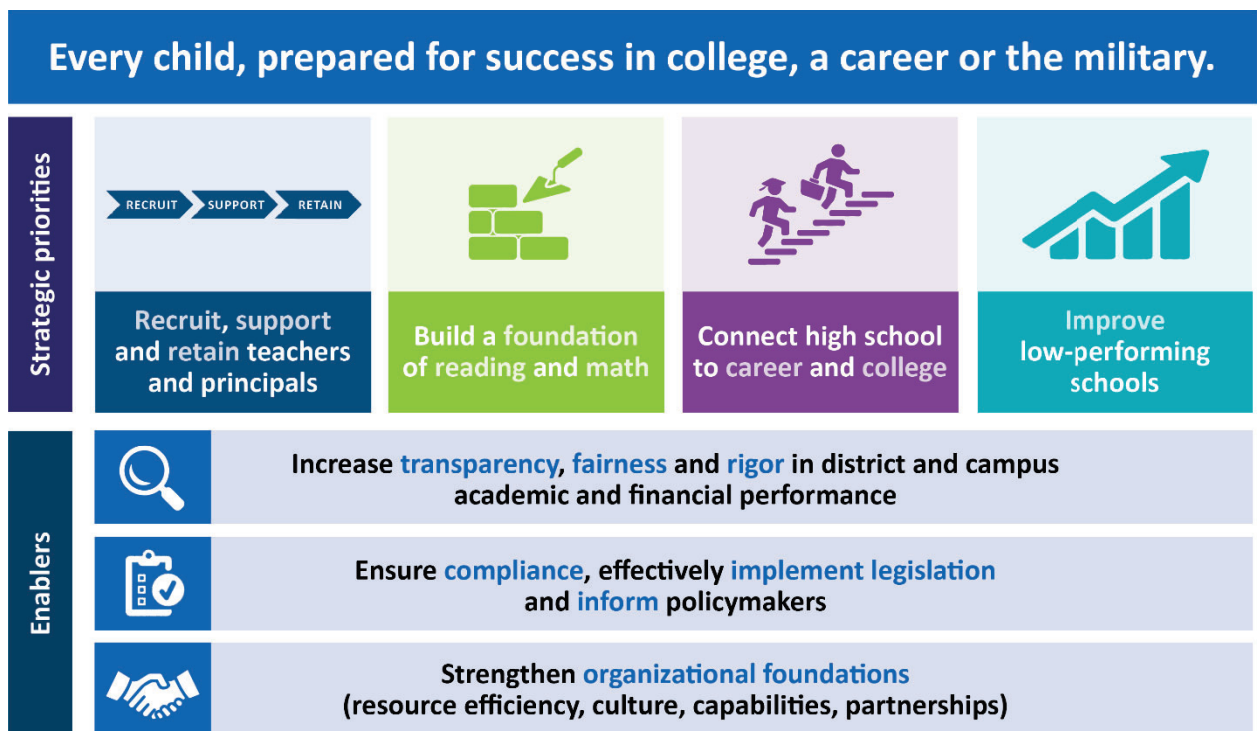 Every child, prepared for success in college, a career or the military.
Strategic priorities
RECRUIT SUPPORT RETAIN
Recruit, support
and retain teachers
and principals
Build a foundation
of reading and math
Connect high school
to career and college
Improve
low-performing
schools
Enablers
Increase transparency, fairness and rigor in district and campus
academic and financial performance
Ensure compliance, effectively implement legislation
and inform policymakers
Strengthen organizational foundations
(resource efficiency, culture, capabilities, partnerships)